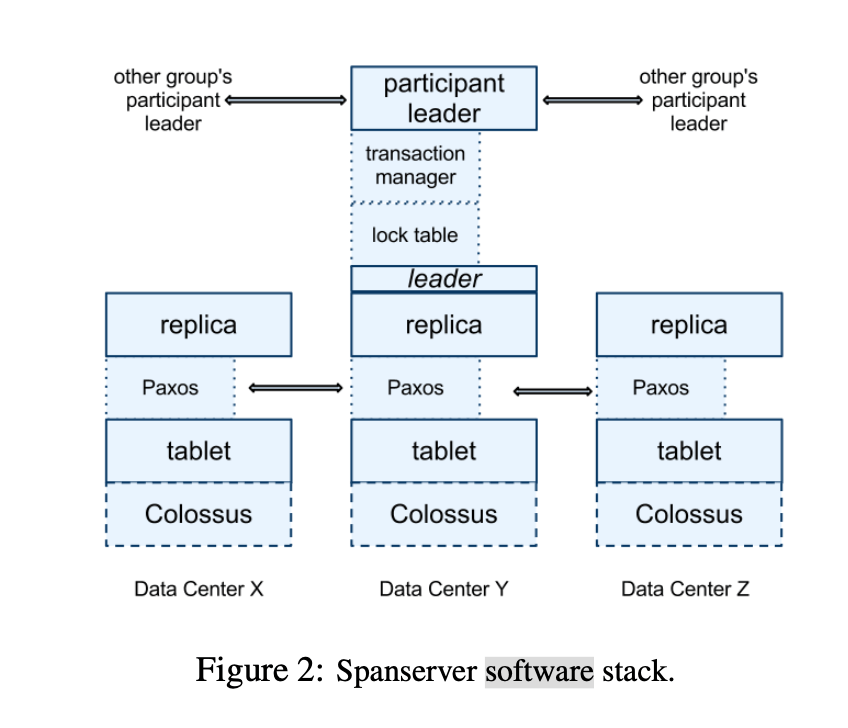 other group's
participant
leader
participant
leader
other group's
participant
leader
transaction
manager
lock table
leader
replica
replica
replica
Paxos
Paxos
Paxos
tablet
tablet
tablet
Colossus
Colossus
Colossus
Data Center X
Data Center Y
Data Center Z
Figure 2: Spanserver software stack.